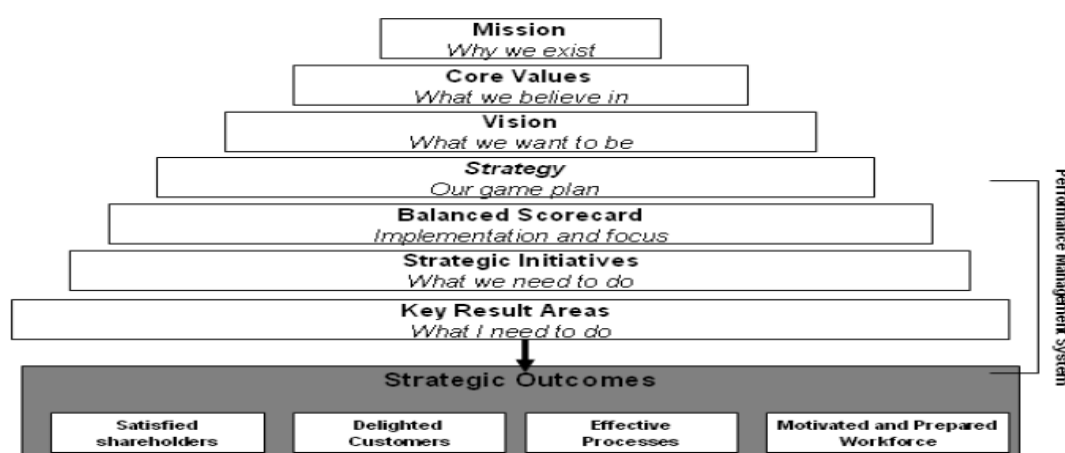 Mission
Why we exist
Core Values
What we believe in
Vision
What we want to be
Strategy
Our game plan
Balanced Scorecard
Implementation and focus
Strategic Initiatives
What we need to do
Key Result Areas
What I need to do
Performance Management System
Strategic Outcomes
Satisfied
shareholders
Delighted
Customers
Effective
Processes
Motivated and Prepared
Workforce